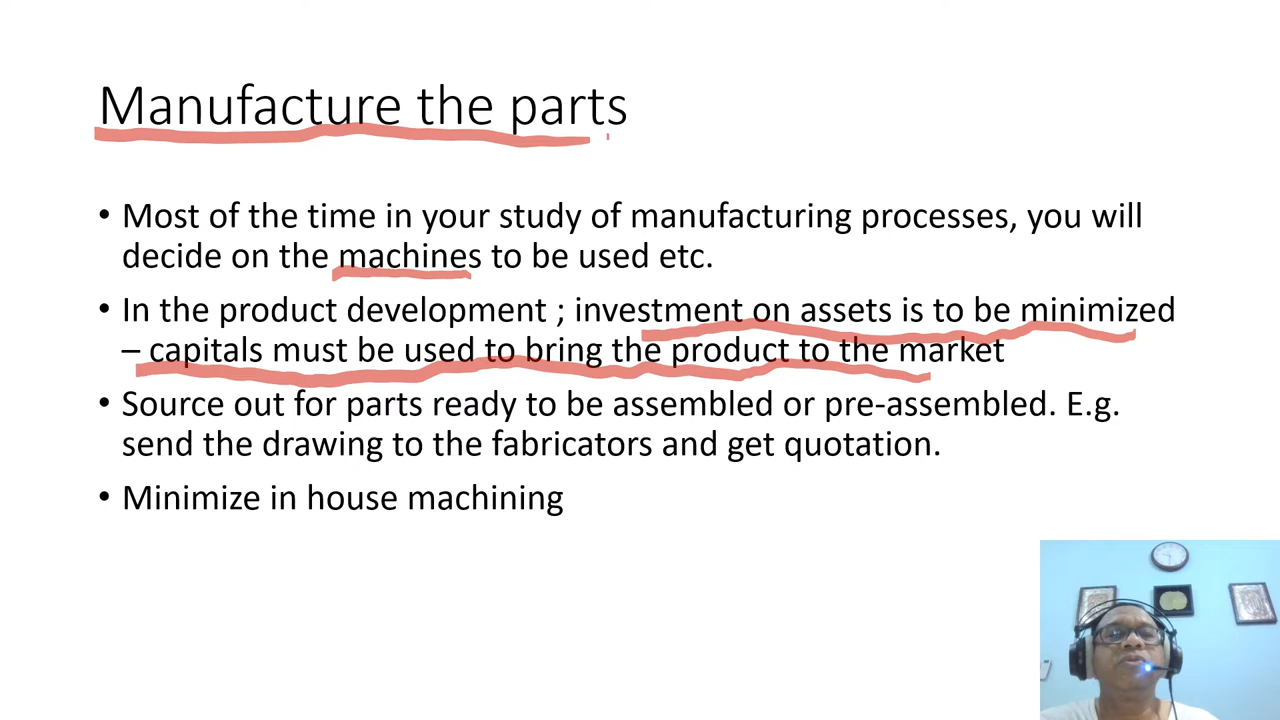 Manufacture the parts
• Most of the time in your study of manufacturing processes, you will
decide on the machines to be used etc.
• In the product development ; investment on assets is to be minimized
– capitals must be used to bring the product to the market
• Source out for parts ready to be assembled or pre-assembled. E.g.
send the drawing to the fabricators and get quotation.
• Minimize in house machining